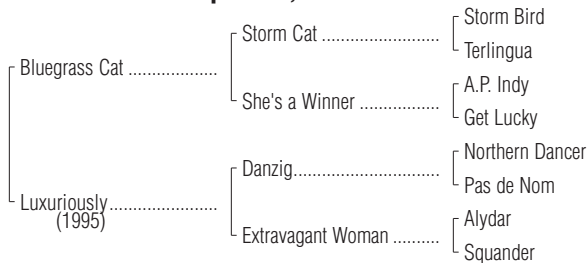 Storm Bird
Storm Cat ..........................
Terlingua
Bluegrass Cat ...................
A.P. Indy
She's a Winner .................
Get Lucky
Northern Dancer
Danzig................................
Pas de Nom
Luxuriously.......................
(1995)
Alydar
Extravagant Woman ..........
Squander